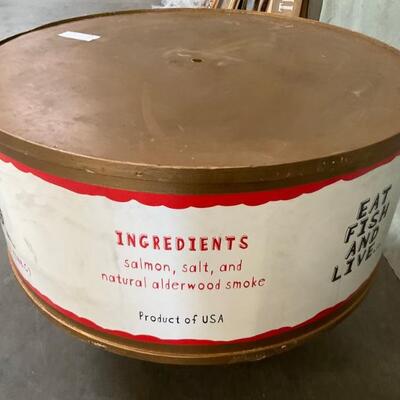 INGREDIENTS
salmon, salt, and
natural alderwood smoke
Product of USA
EAT
FISH
AND
LIVE.